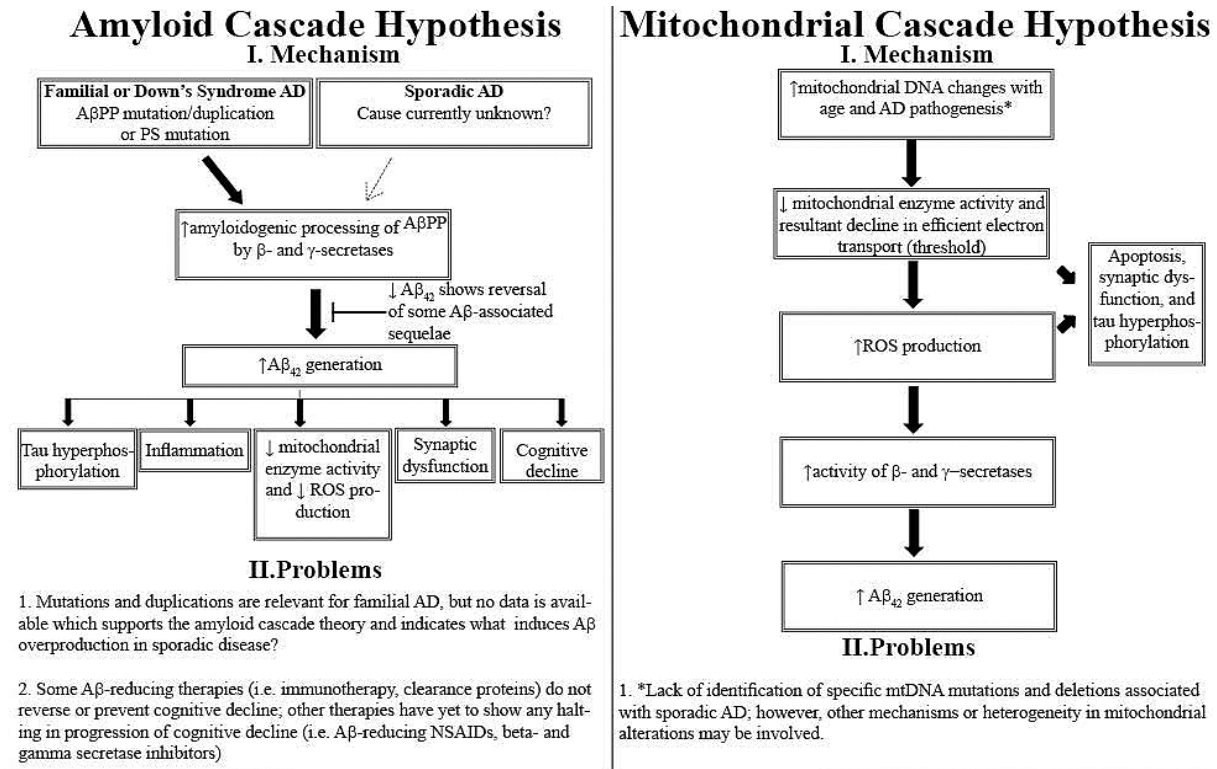 Amyloid Cascade Hypothesis
I. Mechanism
Familial or Down's Syndrome AD
AβPP mutation/duplication
or PS mutation
Sporadic AD
Cause currently unknown?
↑amyloidogenic processing of AβPP
by β- and γ-secretases
↓ Aβ42 shows reversal
of some Aβ-associated
sequelae
↑Aβ42 generation
Tau hyperphos-
phorylation
Inflammation
↓ mitochondrial
enzyme activity
and ↓ ROS pro-
duction
Synaptic
dysfunction
Cognitive
decline
II.Problems
1. Mutations and duplications are relevant for familial AD, but no data is avail-
able which supports the amyloid cascade theory and indicates what induces Aβ
overproduction in sporadic disease?
2. Some Aβ-reducing therapies (i.e. immunotherapy, clearance proteins) do not
reverse or prevent cognitive decline; other therapies have yet to show any halt-
ing in progression of cognitive decline (i.e. Aβ-reducing NSAIDs, beta- and
gamma secretase inhibitors)
Mitochondrial Cascade Hypothesis
I. Mechanism
↑mitochondrial DNA changes with
age and AD pathogenesis*
↓ mitochondrial enzyme activity and
resultant decline in efficient electron
transport (threshold)
Apoptosis,
synaptic dys-
function, and
tau hyperphos-
phorylation
↑ROS production
↑activity of β- and γ−secretases
↑ Aβ42 generation
II.Problems
1. *Lack of identification of specific mtDNA mutations and deletions associated
with sporadic AD; however, other mechanisms or heterogeneity in mitochondrial
alterations may be involved.